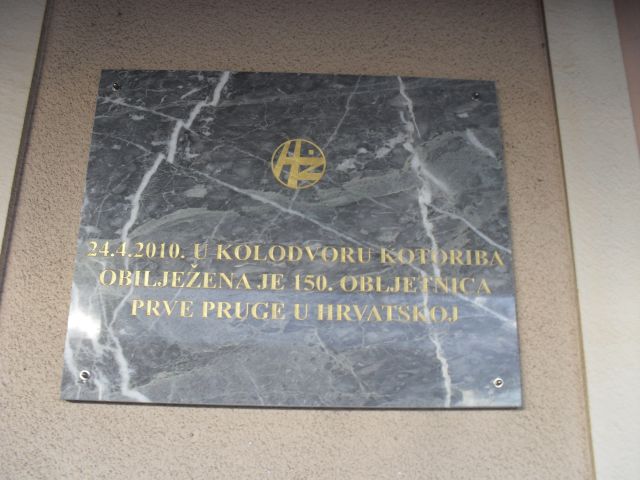 HŽ
24.4.2010. U KOLODVORU KOTORIBA
OBILJEŽENA JE 150. OBLJETNICA
PRVE PRUGE U HRVATSKOJ